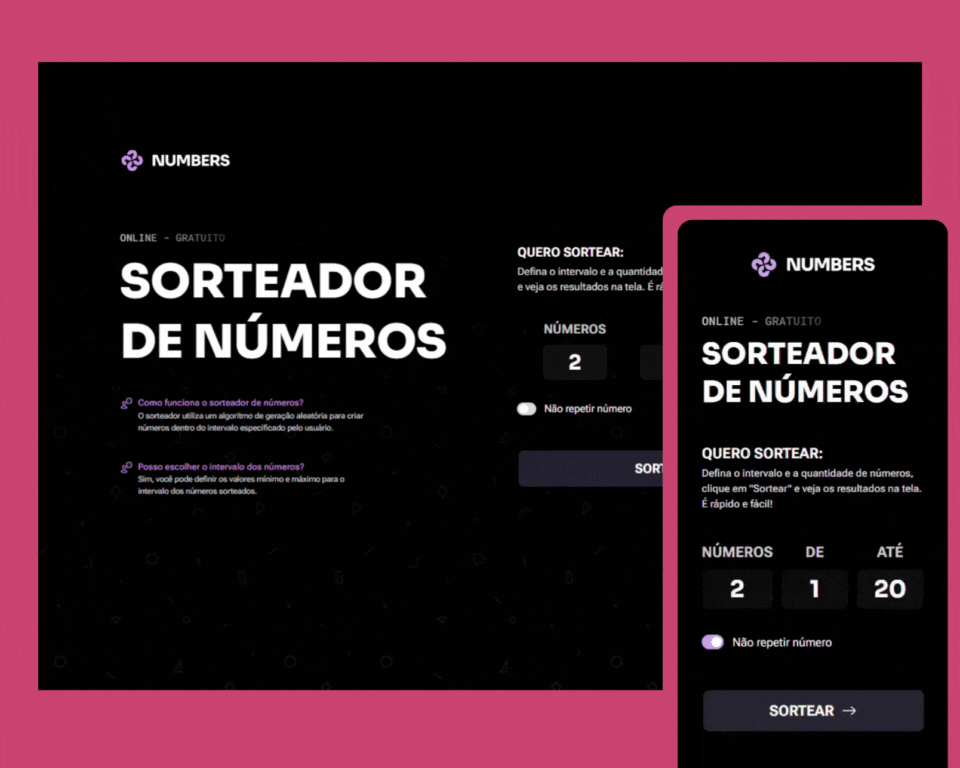 NUMBERS
ONLINE - GRATUITO
SORTEADOR
DE NÚMEROS
Como funciona o sorteador de números?
O sorteador utiliza um algoritmo de geração aleatória para criar
números dentro do intervalo especificado pelo usuário.
Posso escolher o intervalo dos números?
Sim, você pode definir os valores mínimo e máximo para o
intervalo dos números sorteados.
QUERO SORTEAR:
Defina o intervalo e a quantidad
e veja os resultados na tela. É rá
NÚMEROS
2
Não repetir número
SORT
NUMBERS
ONLINE - GRATUITO
SORTEADOR
DE NÚMEROS
QUERO SORTEAR:
Defina o intervalo e a quantidade de números,
clique em "Sortear" e veja os resultados na tela.
É rápido e fácil!
NÚMEROS DE ATÉ
2 1 20
Não repetir número
SORTEAR →